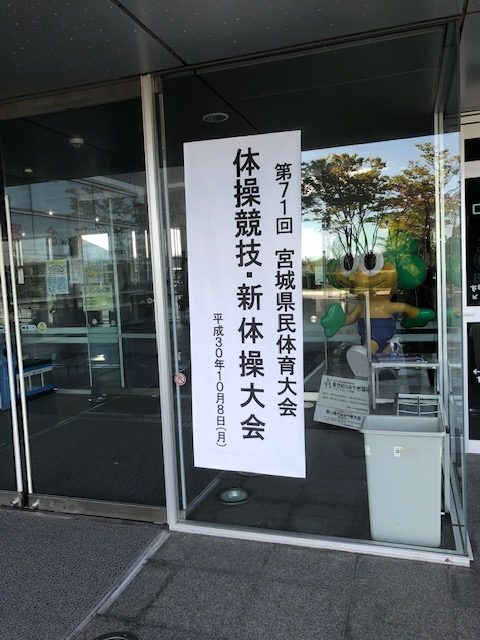 第71回 宮城県民体育大会
体操競技・新体操大会
平成30年10月8日(月)